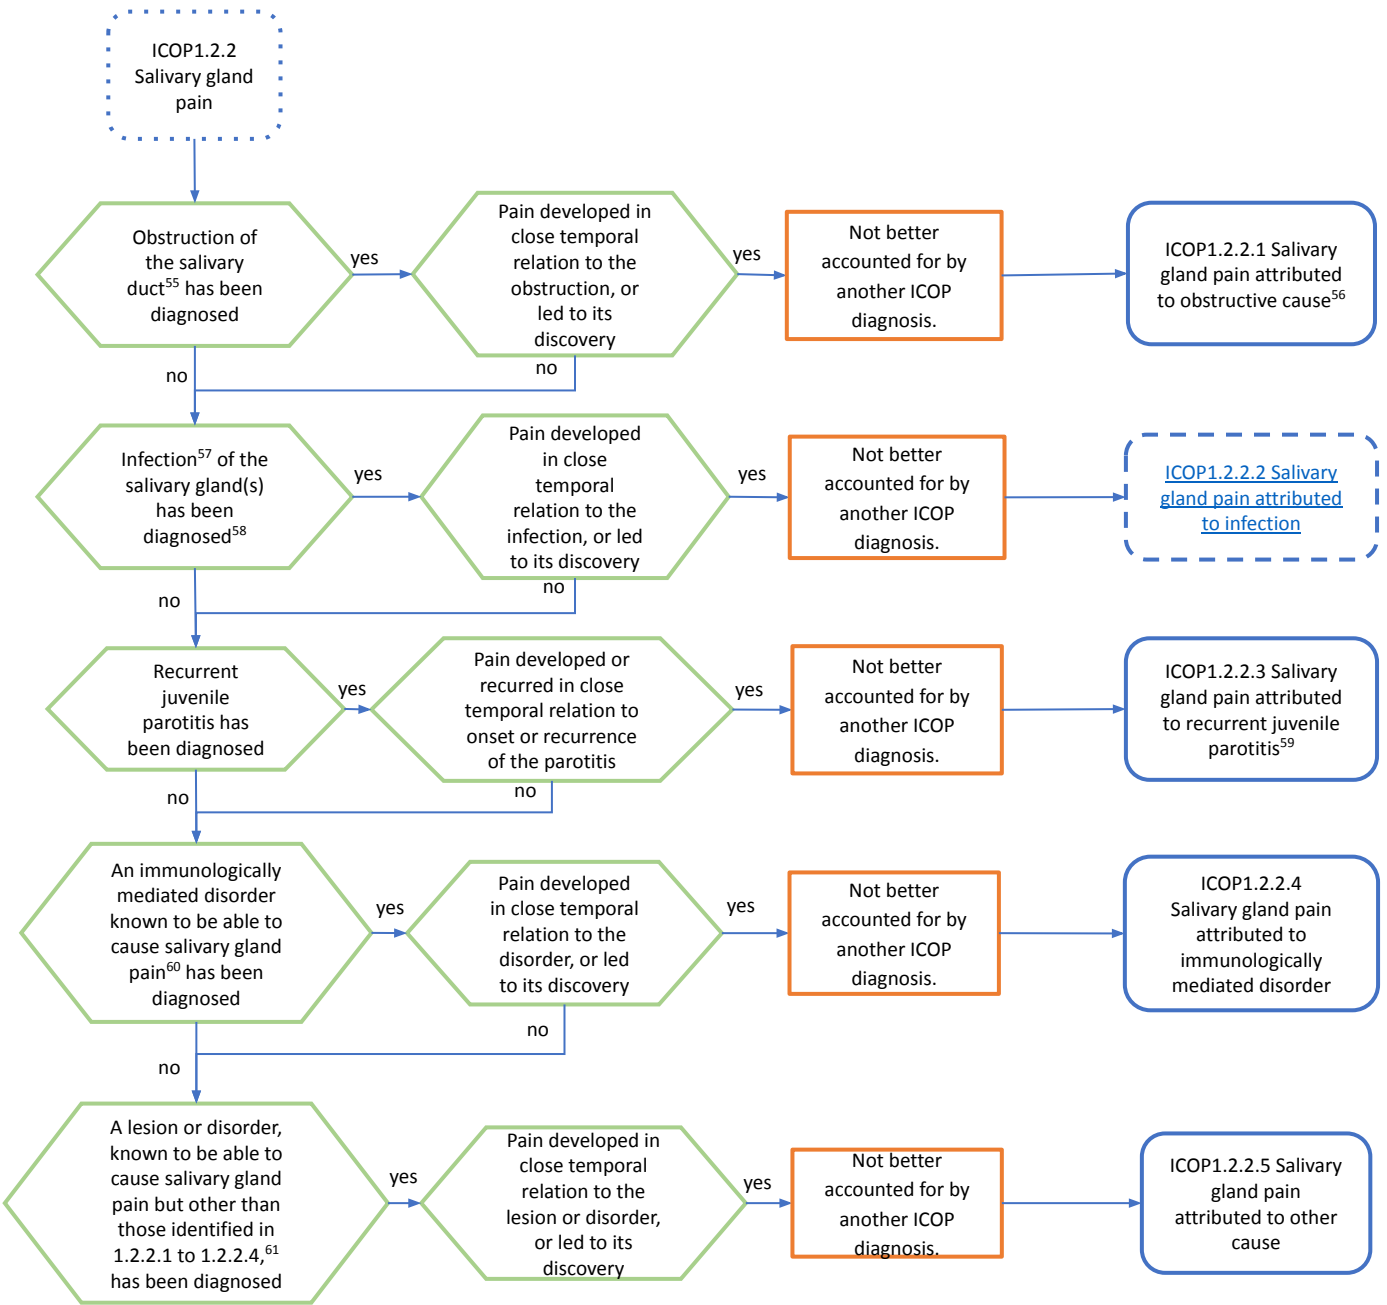 ICOP1.2.2
Salivary gland
pain
Obstruction of
the salivary
duct55 has been
diagnosed
yes
Pain developed in
close temporal
relation to the
obstruction, or
led to its
discovery
yes
Not better
accounted for by
another ICOP
diagnosis.
ICOP1.2.2.1 Salivary
gland pain attributed
to obstructive cause56
no
no
Infection57 of the
salivary gland(s)
has been
diagnosed58
yes
Pain developed
in close
temporal
relation to the
infection, or led
to its discovery
yes
Not better
accounted for by
another ICOP
diagnosis.
ICOP1.2.2.2 Salivary
gland pain attributed
to infection
no
no
Recurrent
juvenile
parotitis has
been diagnosed
yes
Pain developed or
recurred in close
temporal relation to
onset or recurrence
of the parotitis
yes
Not better
accounted for by
another ICOP
diagnosis.
ICOP1.2.2.3 Salivary
gland pain attributed
to recurrent juvenile
parotitis59
no
no
An immunologically
mediated disorder
known to be able to
cause salivary gland
pain60 has been
diagnosed
yes
Pain developed
in close temporal
relation to the
disorder, or led
to its discovery
yes
Not better
accounted for by
another ICOP
diagnosis.
ICOP1.2.2.4
Salivary gland pain
attributed to
immunologically
mediated disorder
no
no
A lesion or disorder,
known to be able to
cause salivary gland
pain but other than
those identified in
1.2.2.1 to 1.2.2.4,61
has been diagnosed
yes
Pain developed in
close temporal
relation to the
lesion or disorder,
or led to its
discovery
yes
Not better
accounted for by
another ICOP
diagnosis.
ICOP1.2.2.5 Salivary
gland pain
attributed to other
cause